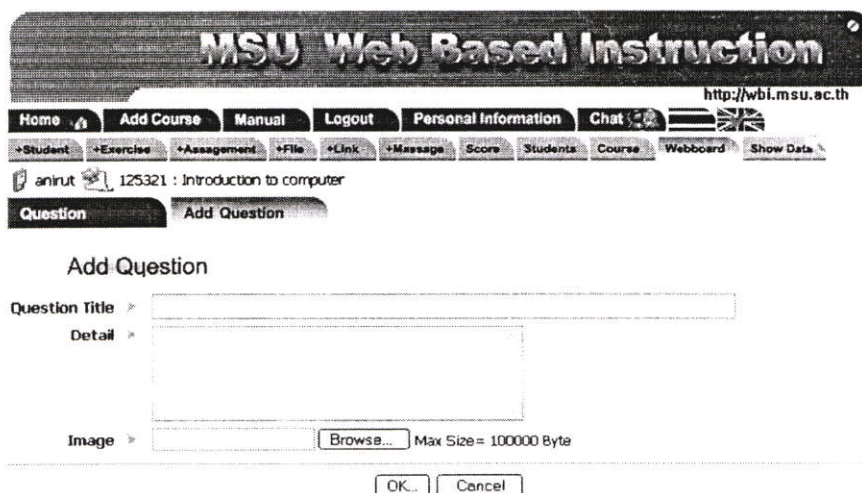 MSU Web Based Instruction
http://wbi.msu.ac.th
Home Add Course Manual Logout Personal Information Chat
+Student +Exercise +Assagement +File +Link +Massage Score Students Course Webboard Show Data
anirut 125321 : Introduction to computer
Question Add Question
Add Question
Question Title
Detail
Image Browse... Max Size= 100000 Byte
OK... Cancel